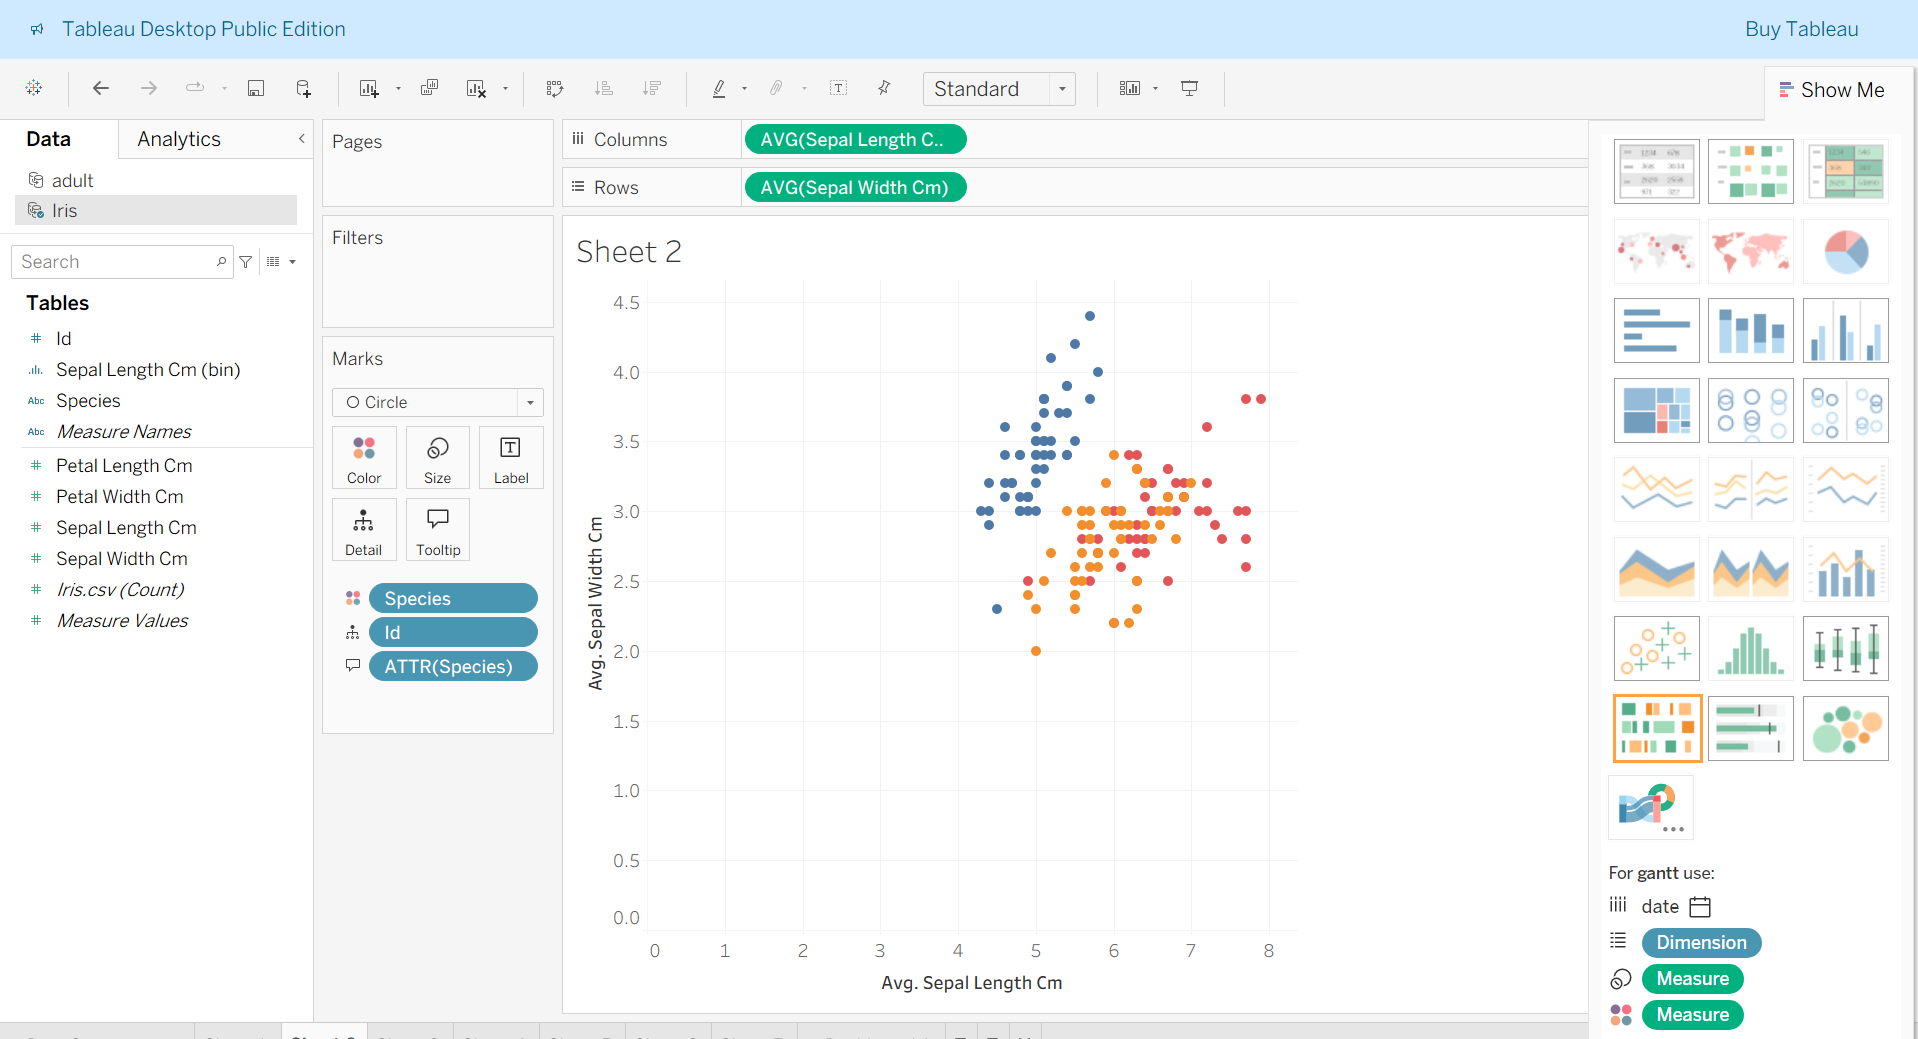 Tableau Desktop Public Edition
Buy Tableau
Standard
Show Me
Data
Analytics
adult
Iris
Search
Tables
Id
Sepal Length Cm (bin)
Abc Species
Abc Measure Names
Petal Length Cm
Petal Width Cm
Sepal Length Cm
Sepal Width Cm
Iris.csv (Count)
Measure Values
Pages
Filters
Marks
Circle
Color
Size
Label
Detail
Tooltip
Species
Id
ATTR(Species)
Columns
AVG(Sepal Length C..
Rows
AVG(Sepal Width Cm)
Sheet 2
Avg. Sepal Width Cm
4.5
4.0
3.5
3.0
2.5
2.0
1.5
1.0
0.5
0.0
0 1 2 3 4 5 6 7 8
Avg. Sepal Length Cm
For gantt use:
date
Dimension
Measure
Measure